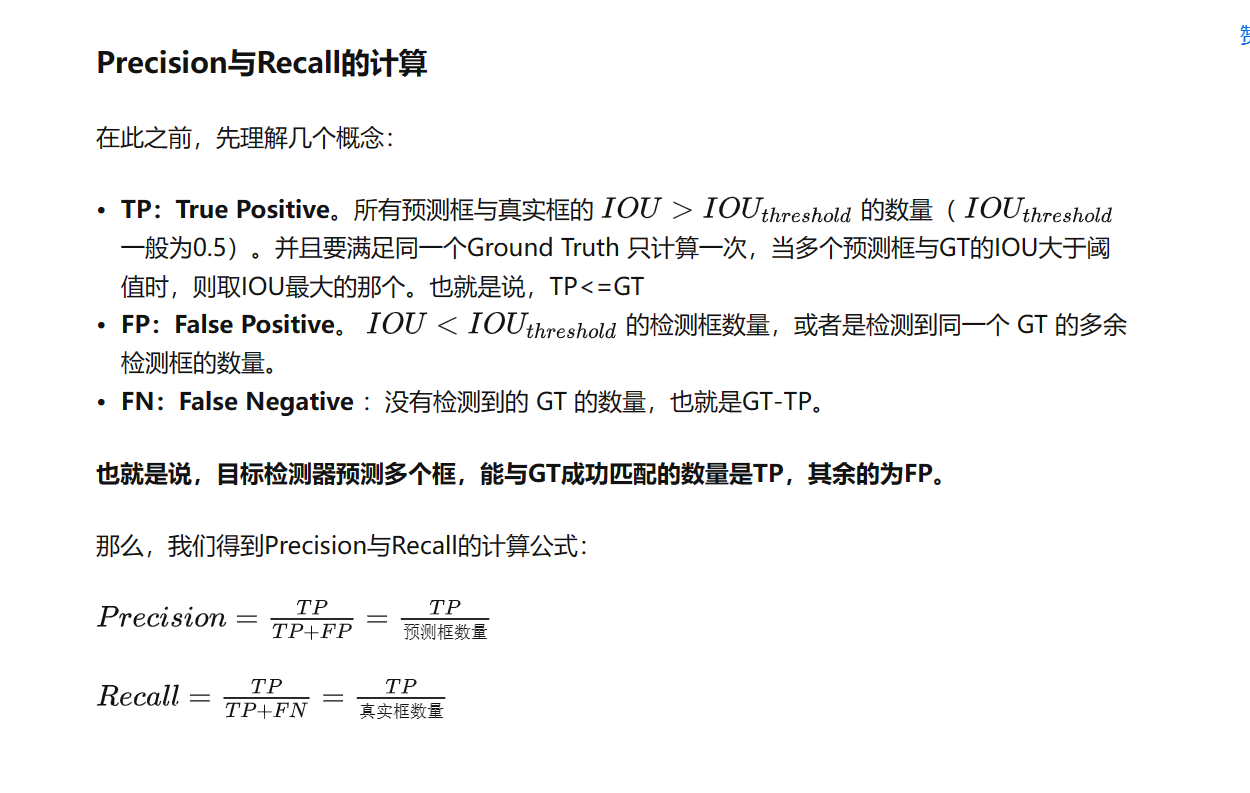 Precision与Recall的计算
在此之前，先理解几个概念：
• TP：True Positive。所有预测框与真实框的 IOU > IOU_{threshold} 的数量（ IOU_{threshold}
一般为0.5）。并且要满足同一个Ground Truth 只计算一次，当多个预测框与GT的IOU大于阈
值时，则取IOU最大的那个。也就是说，TP<=GT
• FP：False Positive。 IOU < IOU_{threshold} 的检测框数量，或者是检测到同一个 GT 的多余
检测框的数量。
• FN：False Negative ：没有检测到的 GT 的数量，也就是GT-TP。
也就是说，目标检测器预测多个框，能与GT成功匹配的数量是TP，其余的为FP。
那么，我们得到Precision与Recall的计算公式：
Precision = \frac{TP}{TP+FP} = \frac{TP}{预测框数量}
Recall = \frac{TP}{TP+FN} = \frac{TP}{真实框数量}